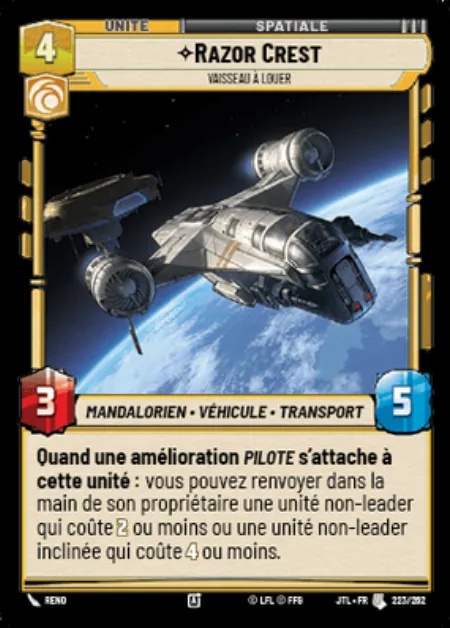 UNITÉ
SPATIALE
4
✧RAZOR CREST
VAISSEAU À LOUER
3
MANDALORIEN • VÉHICULE • TRANSPORT
5
Quand une amélioration PILOTE s'attache à
cette unité : vous pouvez renvoyer dans la
main de son propriétaire une unité non-leader
qui coûte 2 ou moins ou une unité non-leader
inclinée qui coûte 4 ou moins.
RENO
A
© LFL © FFG
JTL • FR
223/262